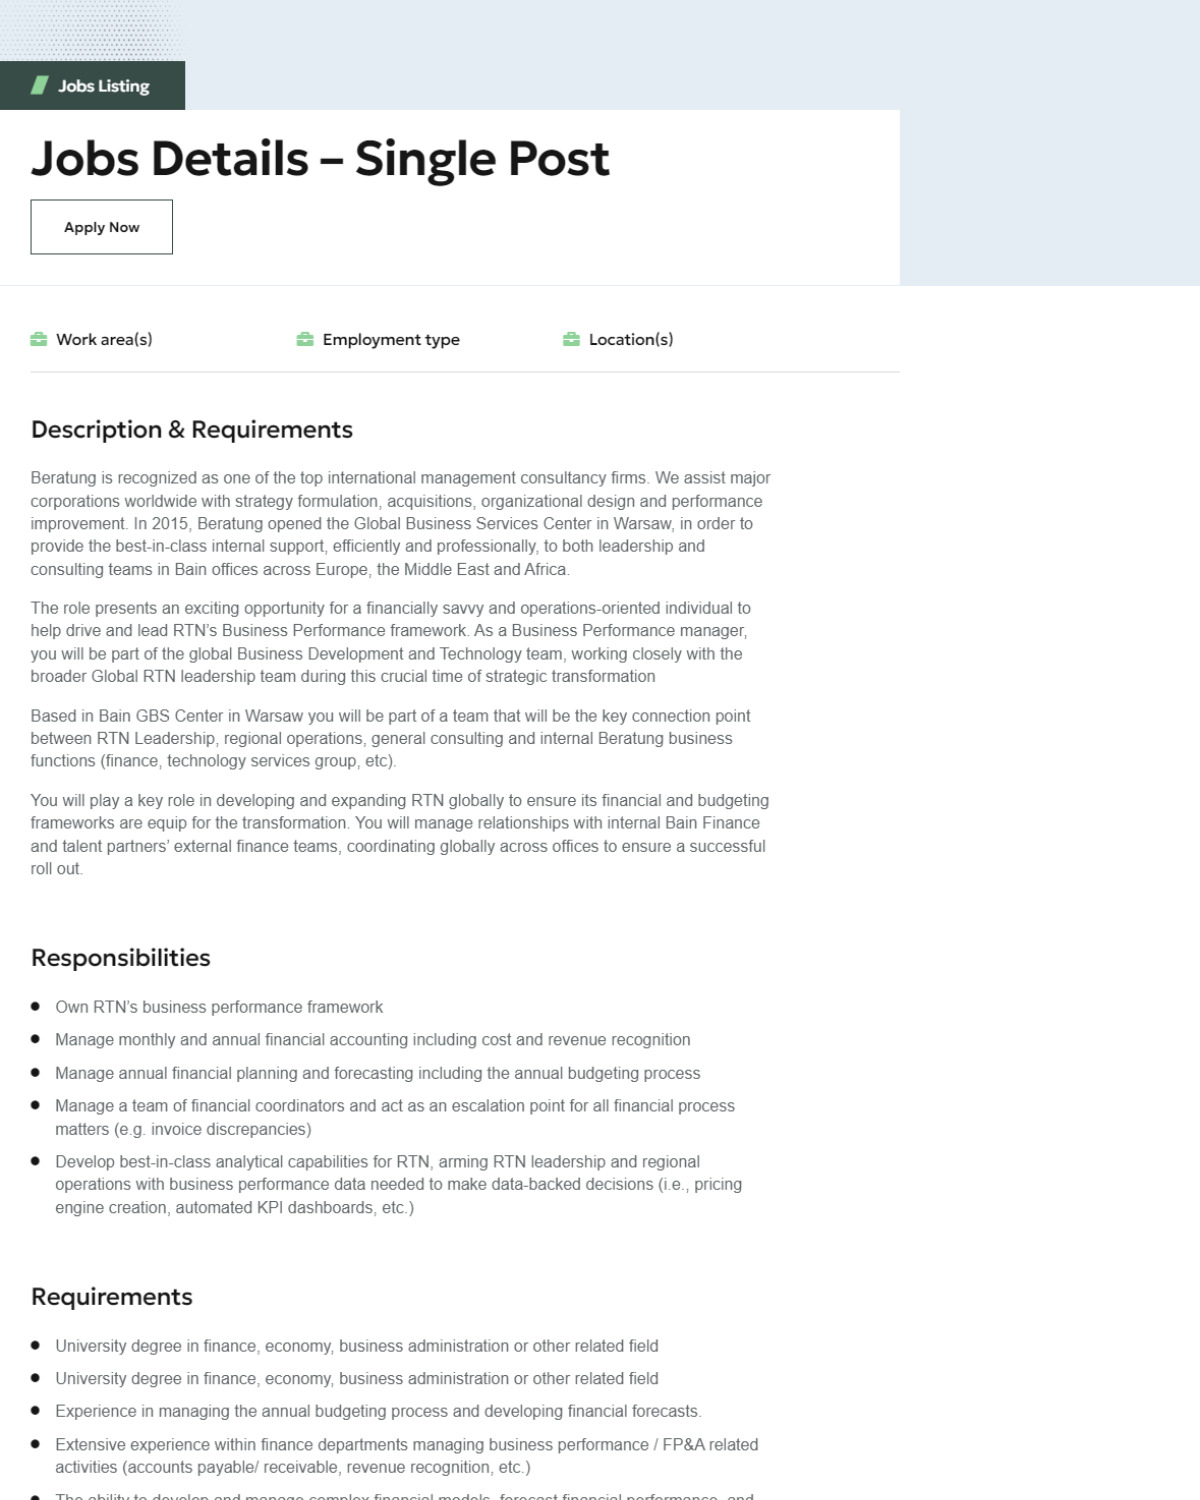 Jobs Listing
Jobs Details – Single Post
Apply Now
Work area(s)
Employment type
Location(s)
Description & Requirements
Beratung is recognized as one of the top international management consultancy firms. We assist major
corporations worldwide with strategy formulation, acquisitions, organizational design and performance
improvement. In 2015, Beratung opened the Global Business Services Center in Warsaw, in order to
provide the best-in-class internal support, efficiently and professionally, to both leadership and
consulting teams in Bain offices across Europe, the Middle East and Africa.
The role presents an exciting opportunity for a financially savvy and operations-oriented individual to
help drive and lead RTN’s Business Performance framework. As a Business Performance manager,
you will be part of the global Business Development and Technology team, working closely with the
broader Global RTN leadership team during this crucial time of strategic transformation
Based in Bain GBS Center in Warsaw you will be part of a team that will be the key connection point
between RTN Leadership, regional operations, general consulting and internal Beratung business
functions (finance, technology services group, etc).
You will play a key role in developing and expanding RTN globally to ensure its financial and budgeting
frameworks are equip for the transformation. You will manage relationships with internal Bain Finance
and talent partners’ external finance teams, coordinating globally across offices to ensure a successful
roll out.
Responsibilities
Own RTN’s business performance framework
Manage monthly and annual financial accounting including cost and revenue recognition
Manage annual financial planning and forecasting including the annual budgeting process
Manage a team of financial coordinators and act as an escalation point for all financial process
matters (e.g. invoice discrepancies)
Develop best-in-class analytical capabilities for RTN, arming RTN leadership and regional
operations with business performance data needed to make data-backed decisions (i.e., pricing
engine creation, automated KPI dashboards, etc.)
Requirements
University degree in finance, economy, business administration or other related field
University degree in finance, economy, business administration or other related field
Experience in managing the annual budgeting process and developing financial forecasts.
Extensive experience within finance departments managing business performance / FP&A related
activities (accounts payable/ receivable, revenue recognition, etc.)
The ability to develop and manage complex financial models, forecast financial performance, and